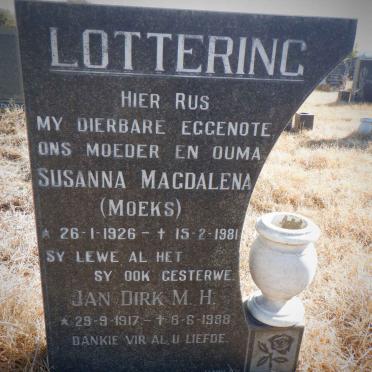 LOTTERING
HIER RUS
MY DIERBARE EGGENOTE
ONS MOEDER EN OUMA
SUSANNA MAGDALENA
(MOEKS)
* 26-1-1926 - † 15-2-1981
SY LEWE AL HET
SY OOK GESTERWE.
JAN DIRK M. H.
* 29-9-1917 - † 6-6-1988
DANKIE VIR AL U LIEFDE.